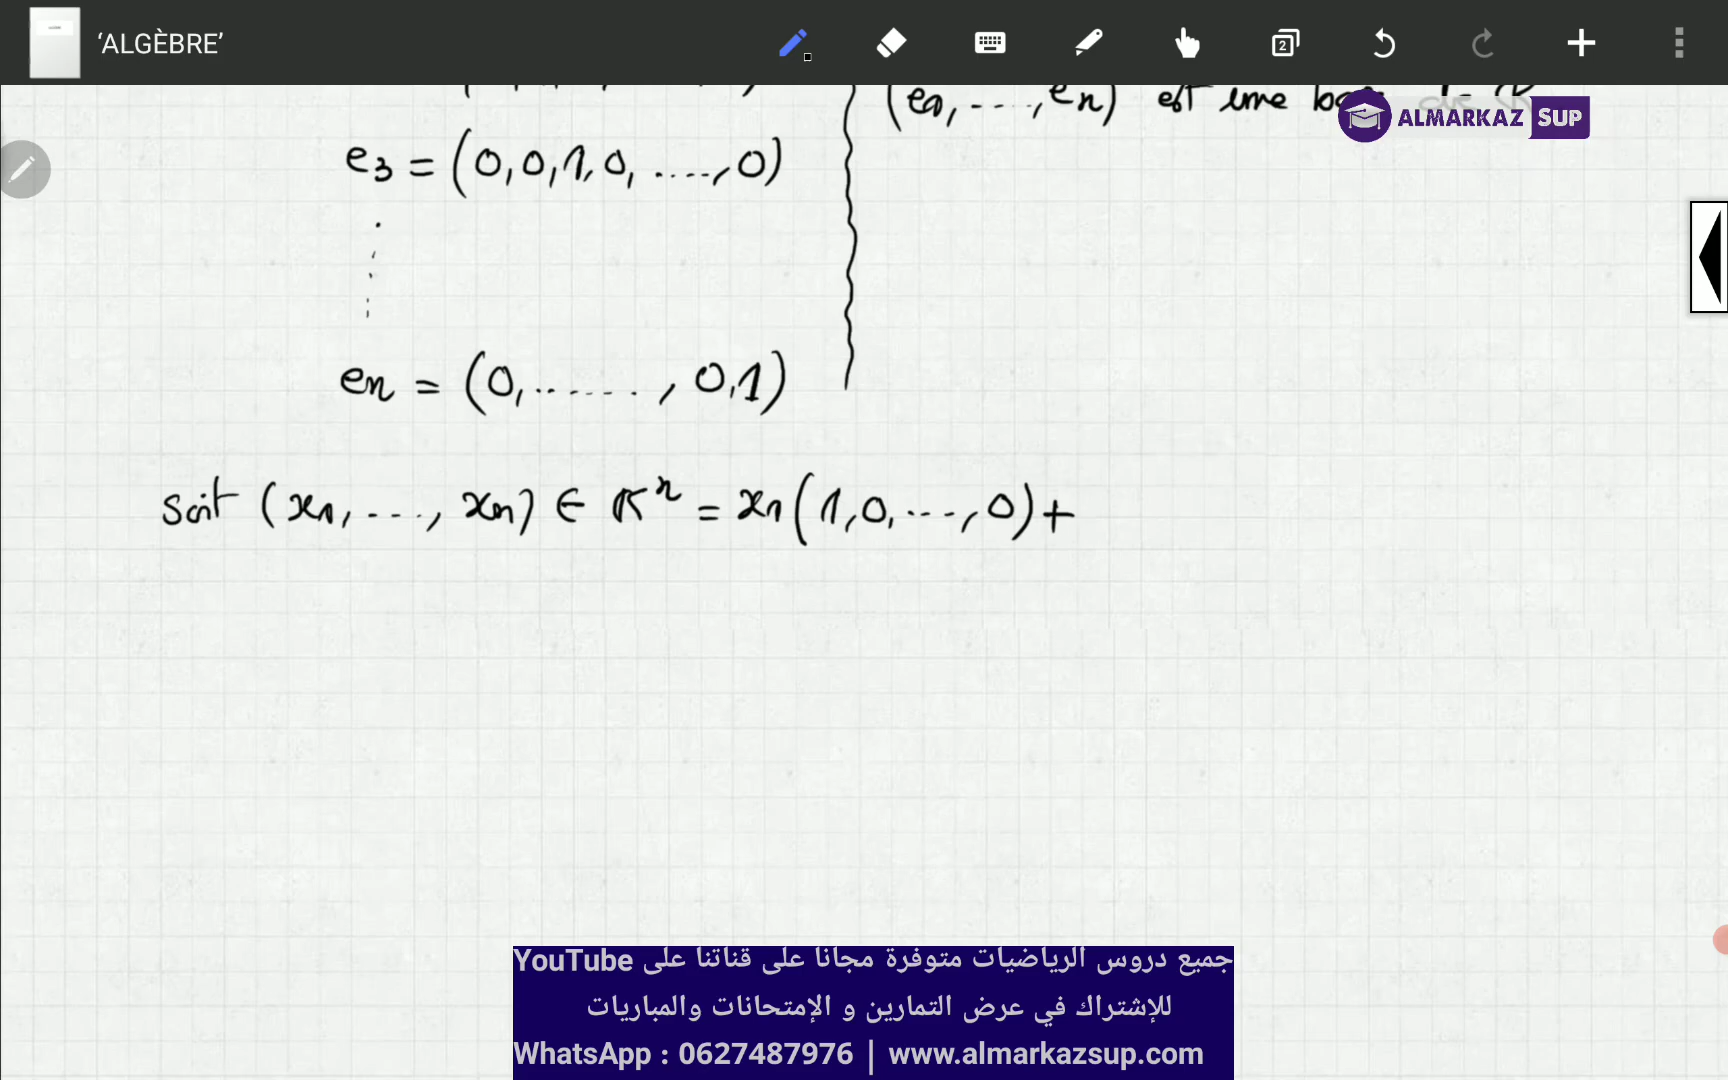 ‘ALGÈBRE’
2
(e1, ...., en) est une
ALMARKAZ SUP
e3 = (0,0,1,0, ....., 0)
en = (0, ......., 0,1)
soit (x1, ..., xn) ∈ ℝⁿ = x1(1,0, ..., 0) +
جميع دروس الرياضيات متوفرة مجانا على قناتنا على YouTube
للإشتراك في عرض التمارين و الإمتحانات والمباريات
WhatsApp : 0627487976 | www.almarkazsup.com